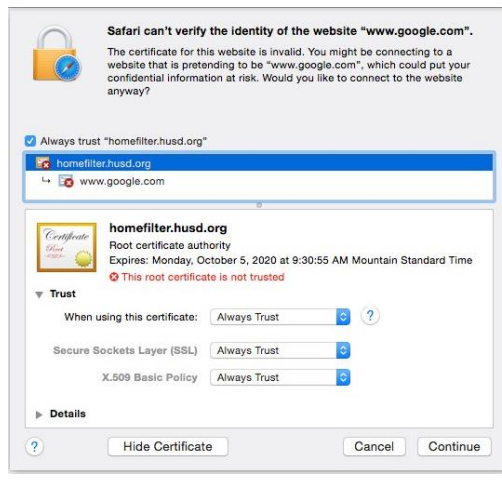 Safari can't verify the identity of the website “www.google.com”.
The certificate for this website is invalid. You might be connecting to a
website that is pretending to be “www.google.com”, which could put your
confidential information at risk. Would you like to connect to the website
anyway?
Always trust “homefilter.husd.org”
homefilter.husd.org
www.google.com
Certificate
Root
homefilter.husd.org
Root certificate authority
Expires: Monday, October 5, 2020 at 9:30:55 AM Mountain Standard Time
This root certificate is not trusted
Trust
When using this certificate: Always Trust ?
Secure Sockets Layer (SSL) Always Trust
X.509 Basic Policy Always Trust
Details
? Hide Certificate Cancel Continue